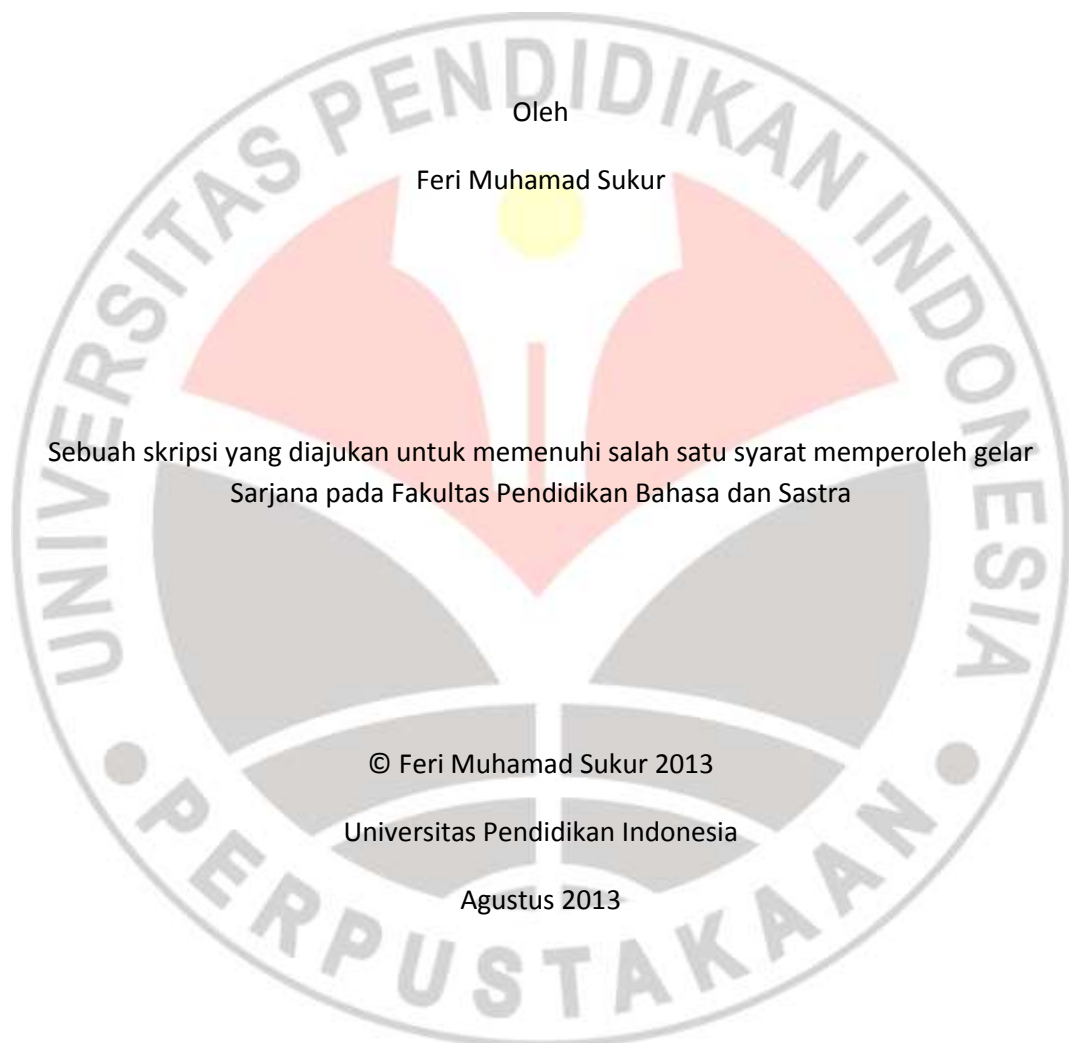 UNIVERSITAS PENDIDIKAN INDONESIA
Oleh
Feri Muhamad Sukur
Sebuah skripsi yang diajukan untuk memenuhi salah satu syarat memperoleh gelar
Sarjana pada Fakultas Pendidikan Bahasa dan Sastra
© Feri Muhamad Sukur 2013
Universitas Pendidikan Indonesia
Agustus 2013
PERPUSTAKAAN